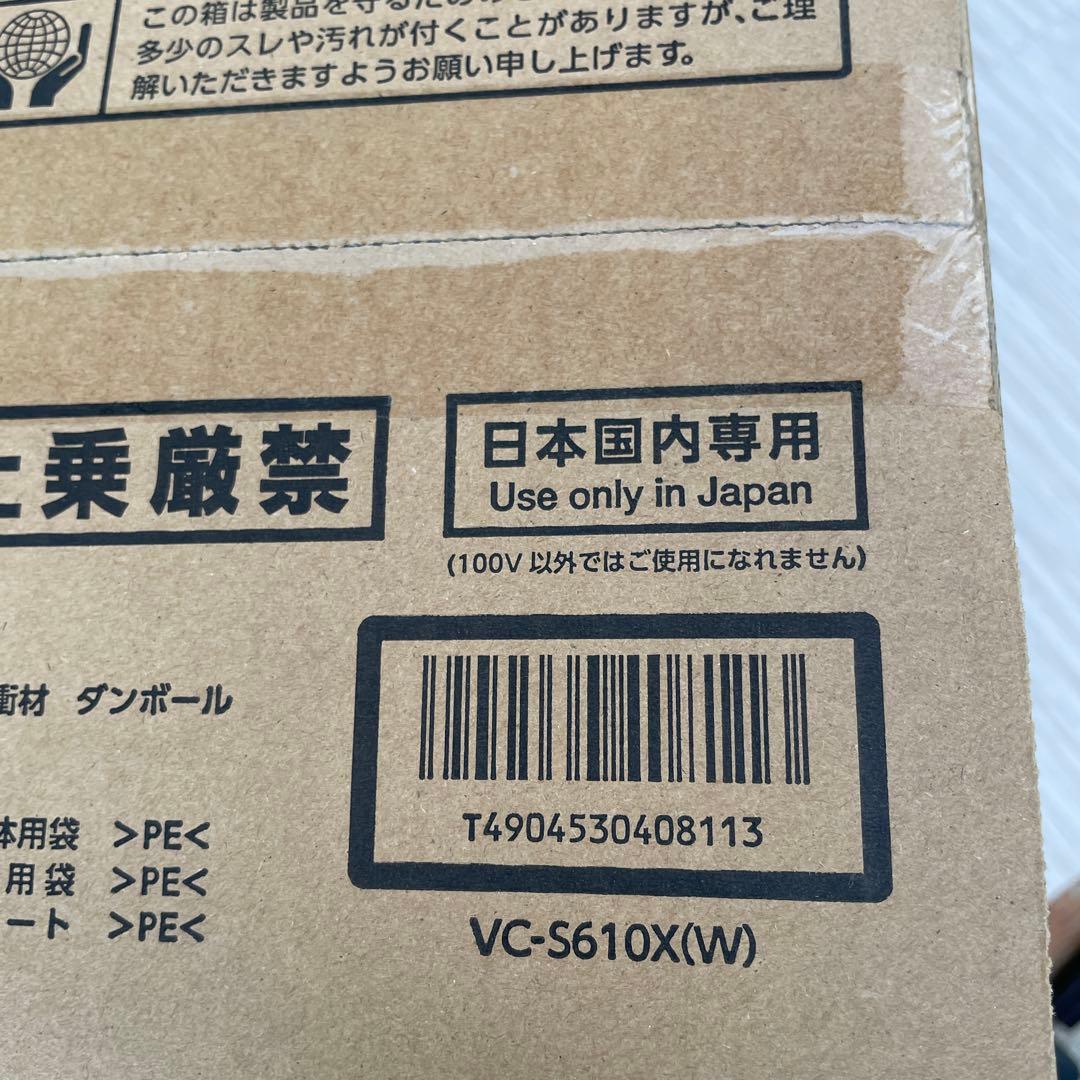 この箱は製品を守るため
多少のスレや汚れが付くことがありますが、ご理
解いただきますようお願い申し上げます。
上乗厳禁
日本国内専用
Use only in Japan
(100V 以外ではご使用になれません)
衝材 ダンボール
T4904530408113
体用袋 >PE<
用袋 >PE<
ート >PE<
VC-S610X(W)